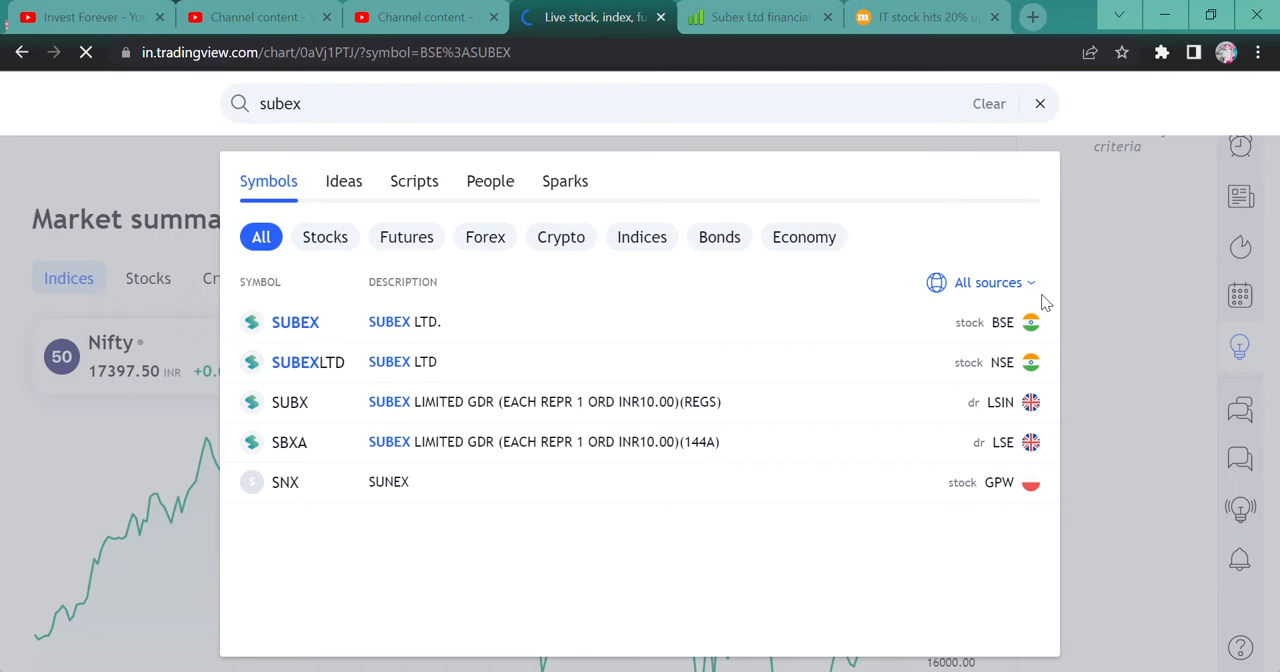 Invest Forever - You
Channel content -
Channel content -
Live stock, index, fu
Subex Ltd financial
IT stock hits 20% u
in.tradingview.com/chart/0aVj1PTJ/?symbol=BSE%3ASUBEX
subex
Clear
criteria
Symbols
Ideas
Scripts
People
Sparks
Market summa
All
Stocks
Futures
Forex
Crypto
Indices
Bonds
Economy
Indices
Stocks
Cr
SYMBOL
DESCRIPTION
All sources
SUBEX
SUBEX LTD.
stock BSE
50
Nifty
17397.50 INR +0.
SUBEXLTD
SUBEX LTD
stock NSE
SUBX
SUBEX LIMITED GDR (EACH REPR 1 ORD INR10.00)(REGS)
dr LSIN
SBXA
SUBEX LIMITED GDR (EACH REPR 1 ORD INR10.00)(144A)
dr LSE
S
SNX
SUNEX
stock GPW
16000.00